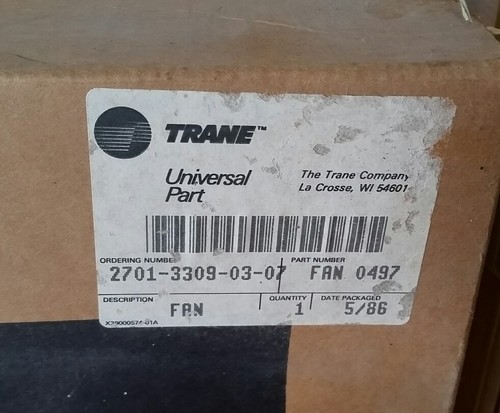 TRANE™
Universal
Part
The Trane Company
La Crosse, WI 54601
ORDERING NUMBER
2701-3309-03-07
PART NUMBER
FAN 0497
DESCRIPTION
FAN
QUANTITY
1
DATE PACKAGED
5/86